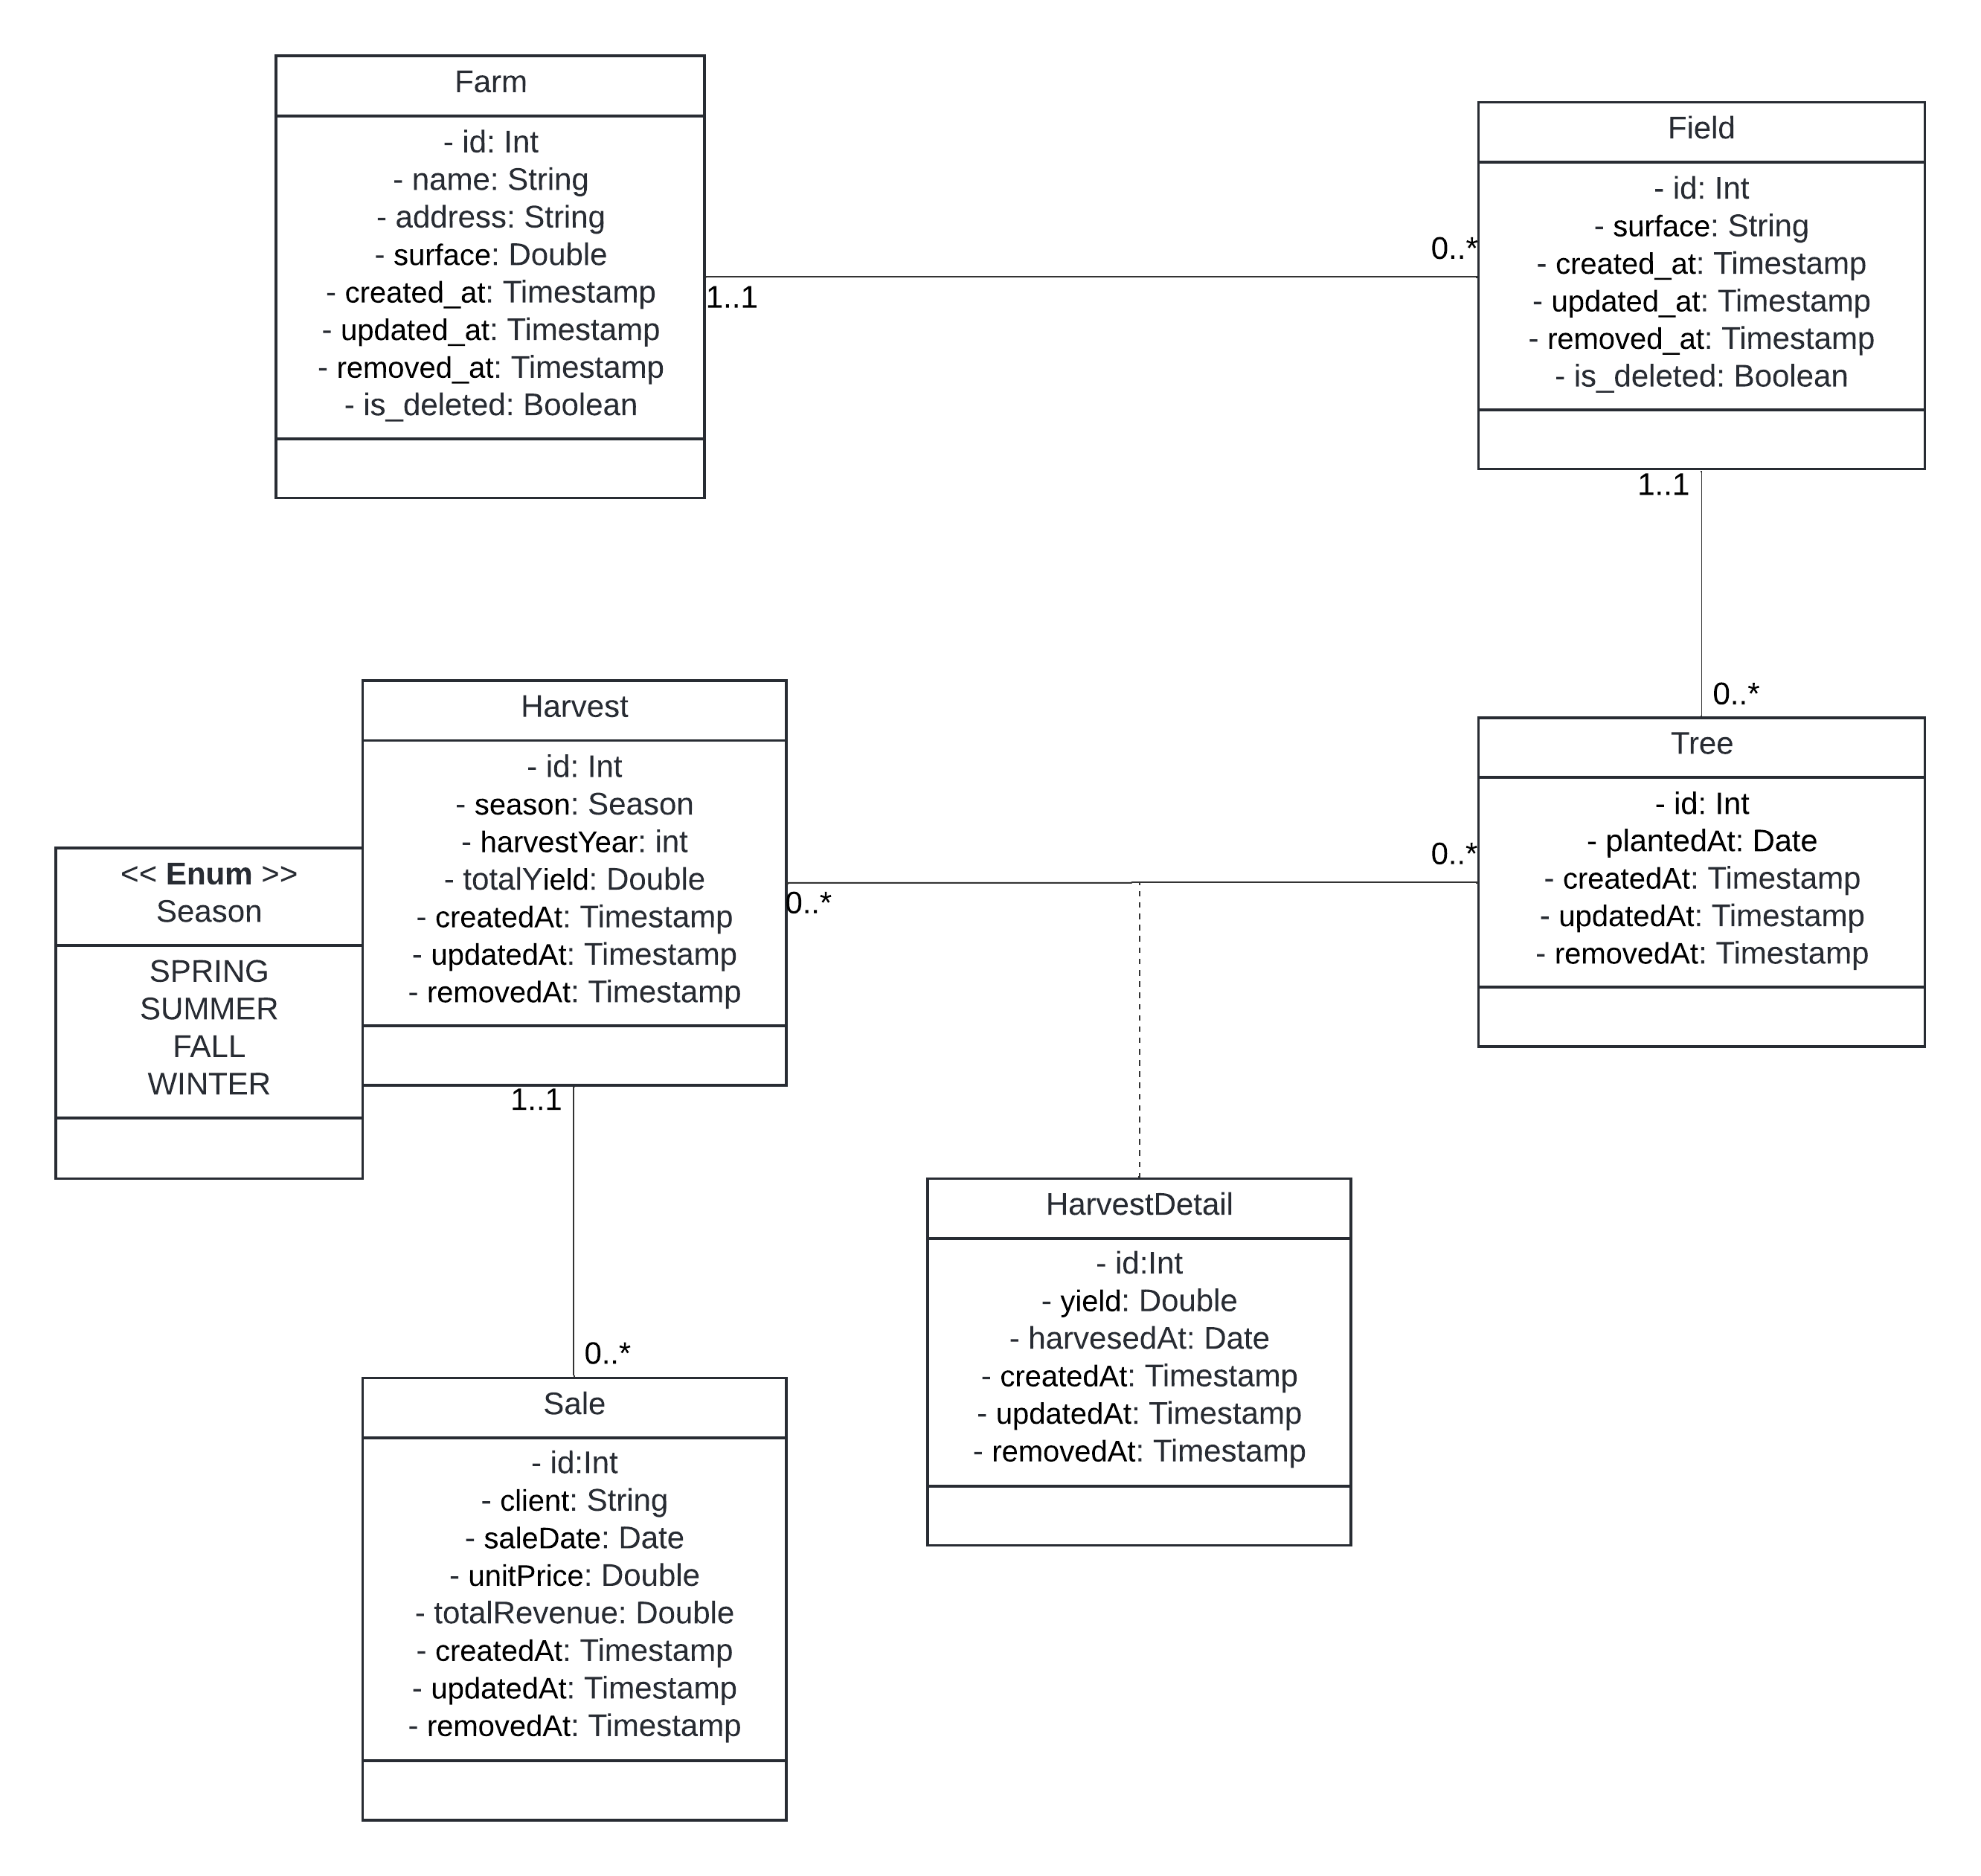 Farm
- id: Int
- name: String
- address: String
- surface: Double
- created_at: Timestamp
- updated_at: Timestamp
- removed_at: Timestamp
- is_deleted: Boolean
1..1
0..*
Field
- id: Int
- surface: String
- created_at: Timestamp
- updated_at: Timestamp
- removed_at: Timestamp
- is_deleted: Boolean
1..1
0..*
Harvest
- id: Int
- season: Season
- harvestYear: int
- totalYield: Double
- createdAt: Timestamp
- updatedAt: Timestamp
- removedAt: Timestamp
<< Enum >>
Season
SPRING
SUMMER
FALL
WINTER
0..*
0..*
Tree
- id: Int
- plantedAt: Date
- createdAt: Timestamp
- updatedAt: Timestamp
- removedAt: Timestamp
1..1
0..*
HarvestDetail
- id:Int
- yield: Double
- harvesedAt: Date
- createdAt: Timestamp
- updatedAt: Timestamp
- removedAt: Timestamp
Sale
- id:Int
- client: String
- saleDate: Date
- unitPrice: Double
- totalRevenue: Double
- createdAt: Timestamp
- updatedAt: Timestamp
- removedAt: Timestamp